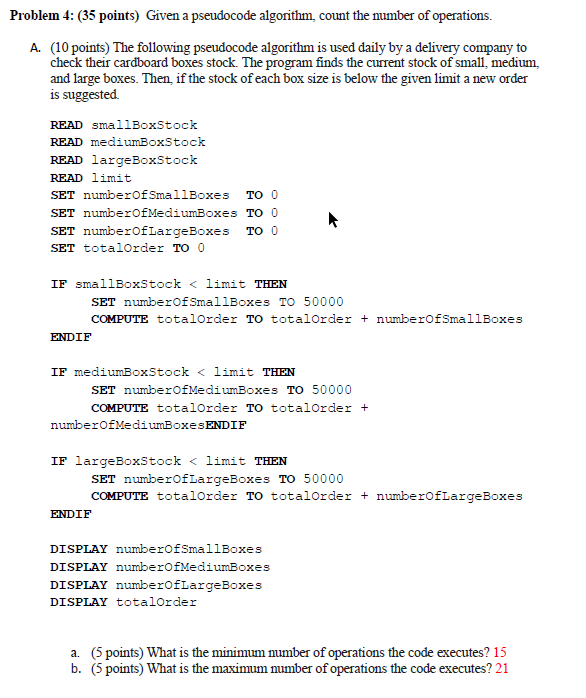 Problem 4: (35 points) Given a pseudocode algorithm, count the number of operations.
A. (10 points) The following pseudocode algorithm is used daily by a delivery company to
check their cardboard boxes stock. The program finds the current stock of small, medium,
and large boxes. Then, if the stock of each box size is below the given limit a new order
is suggested.
READ smallBoxStock
READ mediumBoxStock
READ largeBoxStock
READ limit
SET numberOfSmallBoxes TO 0
SET numberOfMediumBoxes TO 0
SET numberOfLargeBoxes TO 0
SET totalOrder TO 0
IF smallBoxStock < limit THEN
SET numberOfSmallBoxes TO 50000
COMPUTE totalOrder TO totalOrder + numberOfSmallBoxes
ENDIF
IF mediumBoxStock < limit THEN
SET numberOfMediumBoxes TO 50000
COMPUTE totalOrder TO totalOrder +
numberOfMediumBoxesENDIF
IF largeBoxStock < limit THEN
SET numberOfLargeBoxes TO 50000
COMPUTE totalOrder TO totalOrder + numberOfLargeBoxes
ENDIF
DISPLAY numberOfSmallBoxes
DISPLAY numberOfMediumBoxes
DISPLAY numberOfLargeBoxes
DISPLAY totalOrder
a. (5 points) What is the minimum number of operations the code executes? 15
b. (5 points) What is the maximum number of operations the code executes? 21